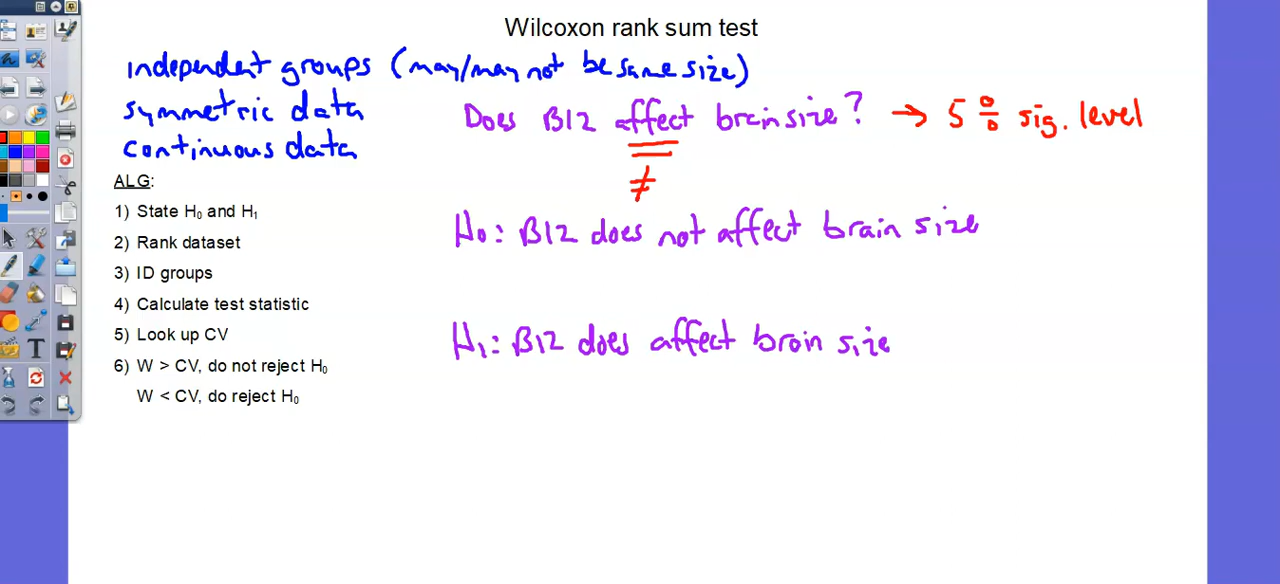 Wilcoxon rank sum test
independent groups (may/may not be same size)
symmetric data
continuous data
Does B12 affect brain size? → 5% sig. level
≠
ALG:
1) State H₀ and H₁
2) Rank dataset
3) ID groups
4) Calculate test statistic
5) Look up CV
6) W > CV, do not reject H₀
W < CV, do reject H₀
H₀: B12 does not affect brain size
H₁: B12 does affect brain size